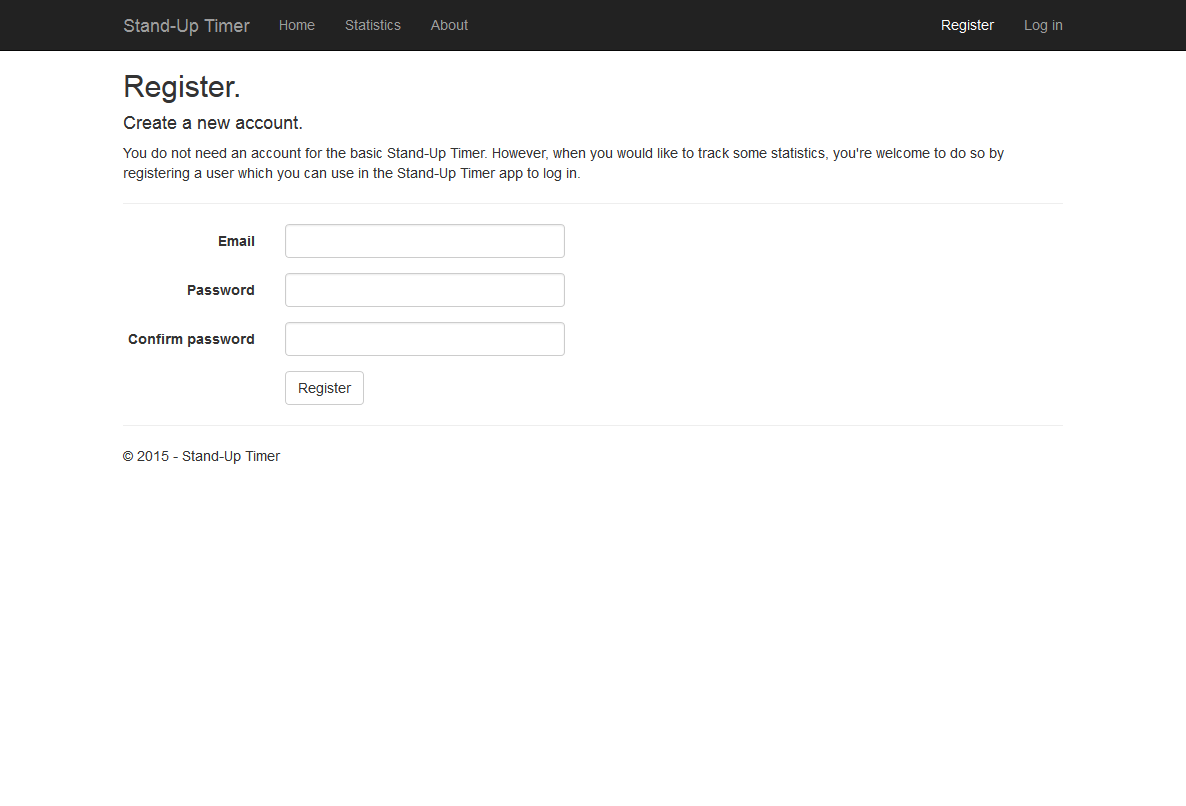 Stand-Up Timer Home Statistics About Register Log in
Register.
Create a new account.
You do not need an account for the basic Stand-Up Timer. However, when you would like to track some statistics, you're welcome to do so by
registering a user which you can use in the Stand-Up Timer app to log in.
Email
Password
Confirm password
Register
© 2015 - Stand-Up Timer